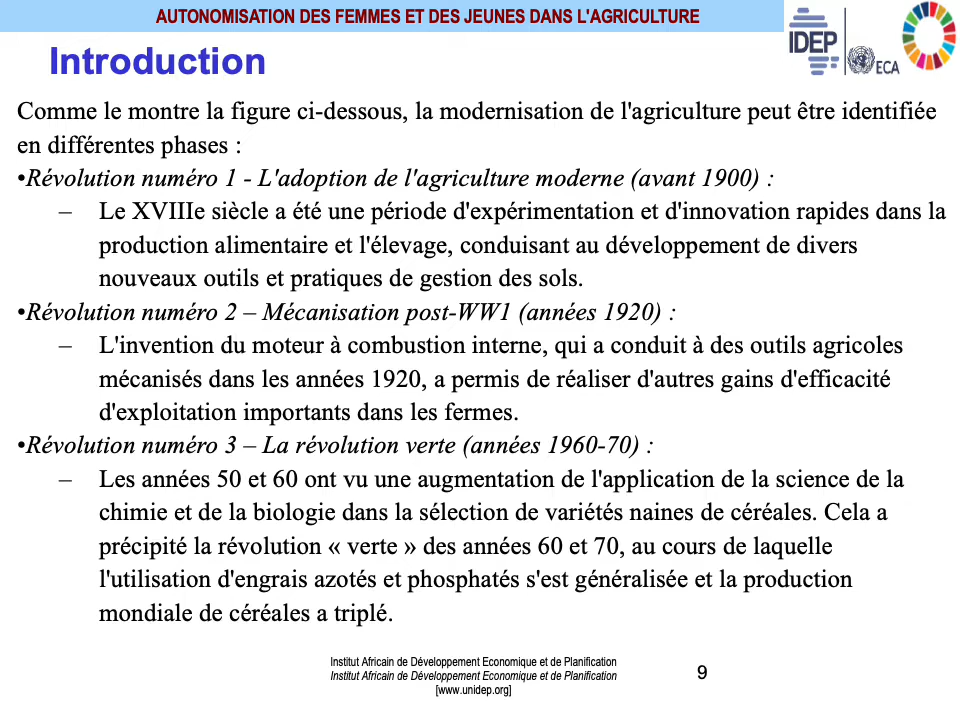 AUTONOMISATION DES FEMMES ET DES JEUNES DANS L'AGRICULTURE
IDEP
ECA
Introduction
Comme le montre la figure ci-dessous, la modernisation de l'agriculture peut être identifiée
en différentes phases :
•Révolution numéro 1 - L'adoption de l'agriculture moderne (avant 1900) :
– Le XVIIIe siècle a été une période d'expérimentation et d'innovation rapides dans la
production alimentaire et l'élevage, conduisant au développement de divers
nouveaux outils et pratiques de gestion des sols.
•Révolution numéro 2 – Mécanisation post-WW1 (années 1920) :
– L'invention du moteur à combustion interne, qui a conduit à des outils agricoles
mécanisés dans les années 1920, a permis de réaliser d'autres gains d'efficacité
d'exploitation importants dans les fermes.
•Révolution numéro 3 – La révolution verte (années 1960-70) :
– Les années 50 et 60 ont vu une augmentation de l'application de la science de la
chimie et de la biologie dans la sélection de variétés naines de céréales. Cela a
précipité la révolution « verte » des années 60 et 70, au cours de laquelle
l'utilisation d'engrais azotés et phosphatés s'est généralisée et la production
mondiale de céréales a triplé.
Institut Africain de Développement Economique et de Planification
Institut Africain de Développement Economique et de Planification
[www.unidep.org]
9